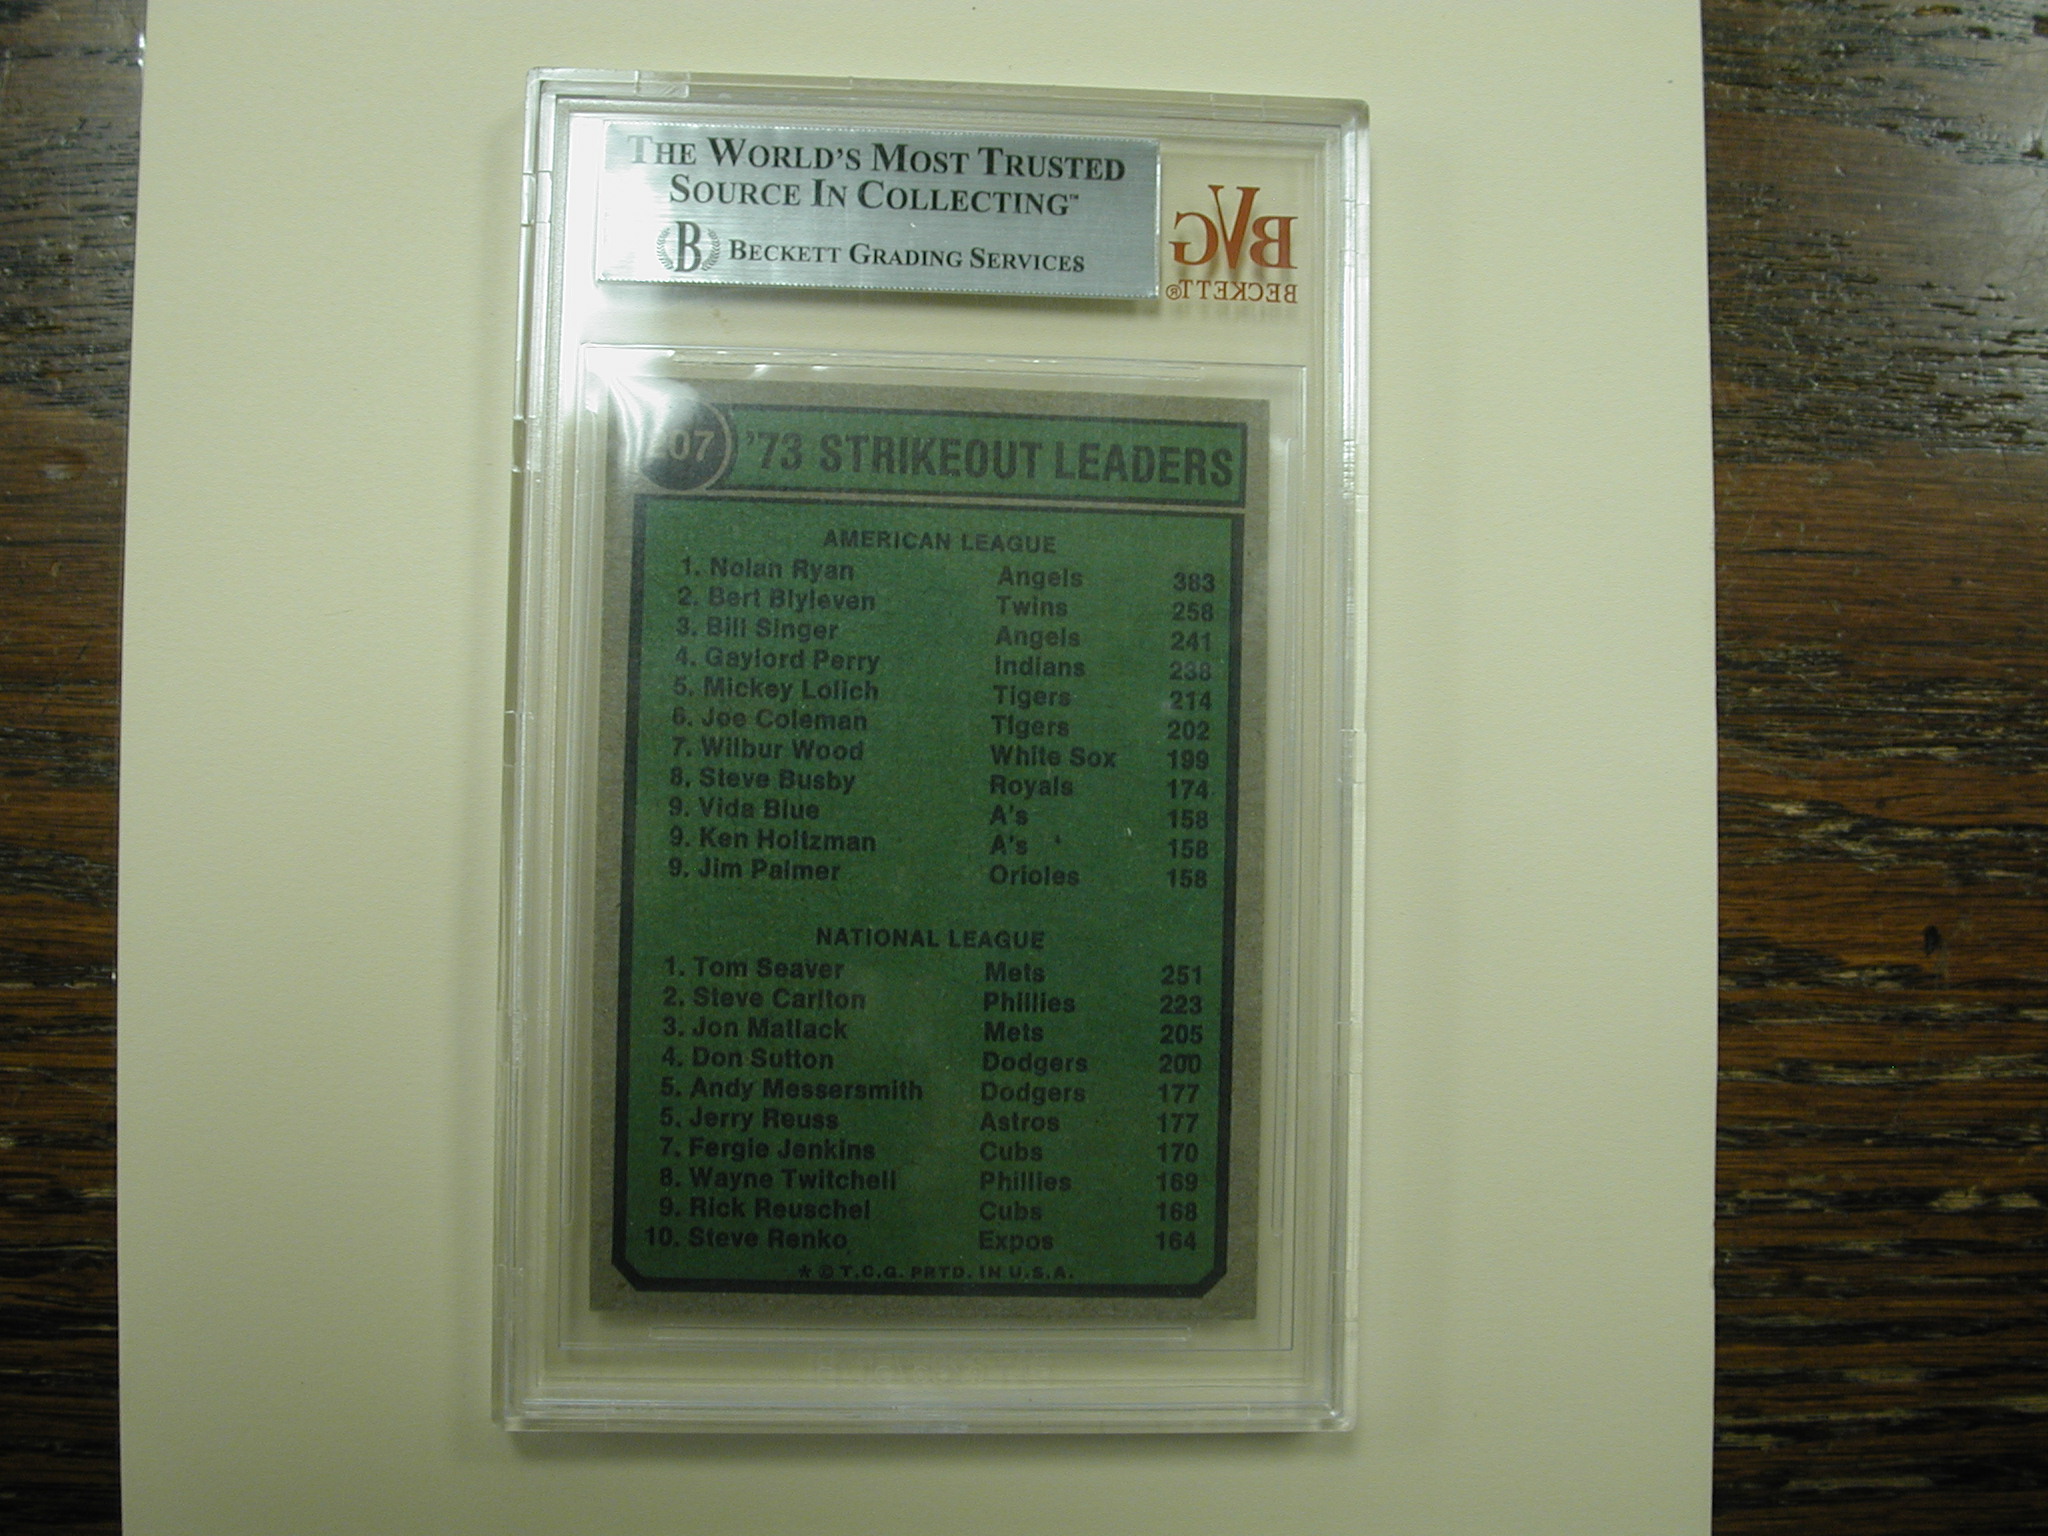 THE WORLD'S MOST TRUSTED
SOURCE IN COLLECTING™
B BECKETT GRADING SERVICES
BVG
BECKETT®
'73 STRIKEOUT LEADERS
AMERICAN LEAGUE
1. Nolan Ryan Angels 383
2. Bert Blyleven Twins 258
3. Bill Singer Angels 241
4. Gaylord Perry Indians 238
5. Mickey Lolich Tigers 214
6. Joe Coleman Tigers 202
7. Wilbur Wood White Sox 199
8. Steve Busby Royals 174
9. Vida Blue A's 158
9. Ken Holtzman A's 158
9. Jim Palmer Orioles 158
NATIONAL LEAGUE
1. Tom Seaver Mets 251
2. Steve Carlton Phillies 223
3. Jon Matlack Mets 205
4. Don Sutton Dodgers 200
5. Andy Messersmith Dodgers 177
5. Jerry Reuss Astros 177
7. Fergie Jenkins Cubs 170
8. Wayne Twitchell Phillies 169
9. Rick Reuschel Cubs 168
10. Steve Renko Expos 164
* © T.C.G. PRTD. IN U.S.A.